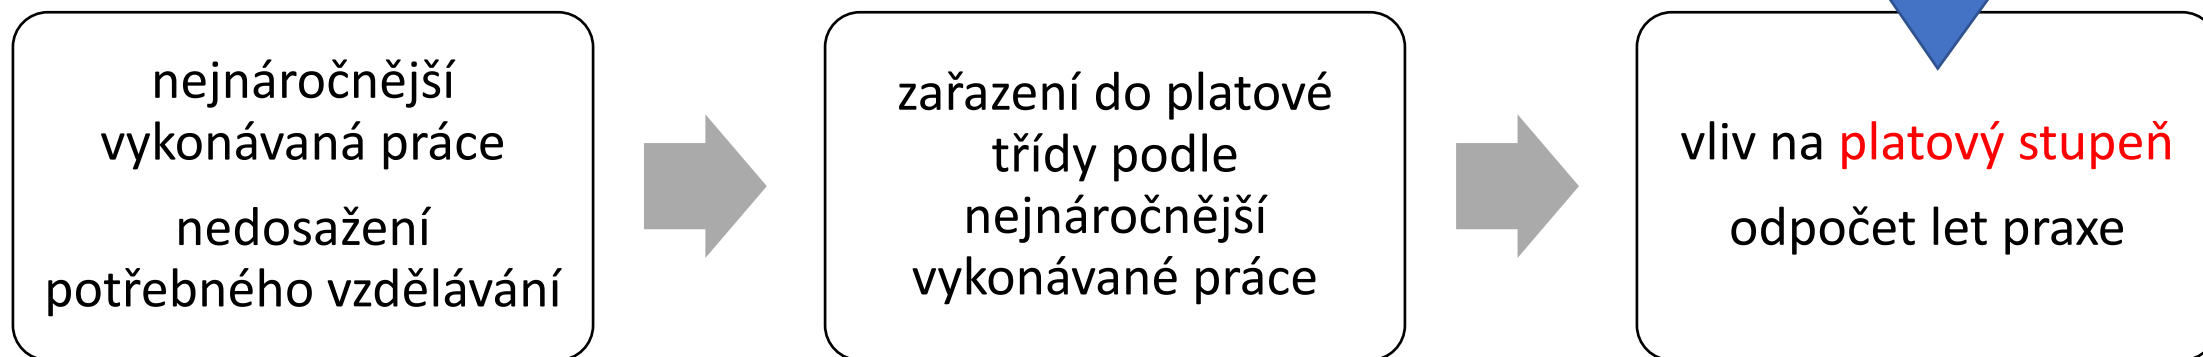 nejnáročnější
vykonávaná práce
nedosažení
potřebného vzdělávání
zařazení do platové
třídy podle
nejnáročnější
vykonávané práce
vliv na platový stupeň
odpočet let praxe